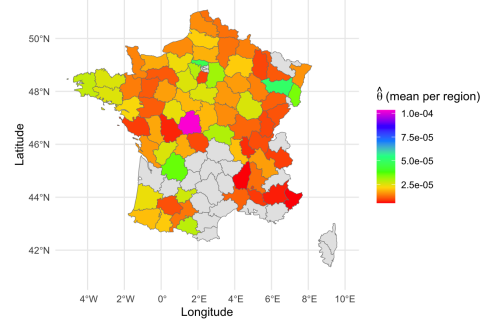 50°N
48°N
46°N
44°N
42°N
Latitude
4°W 2°W 0° 2°E 4°E 6°E 8°E 10°E
Longitude
θ̂ (mean per region)
1.0e-04
7.5e-05
5.0e-05
2.5e-05